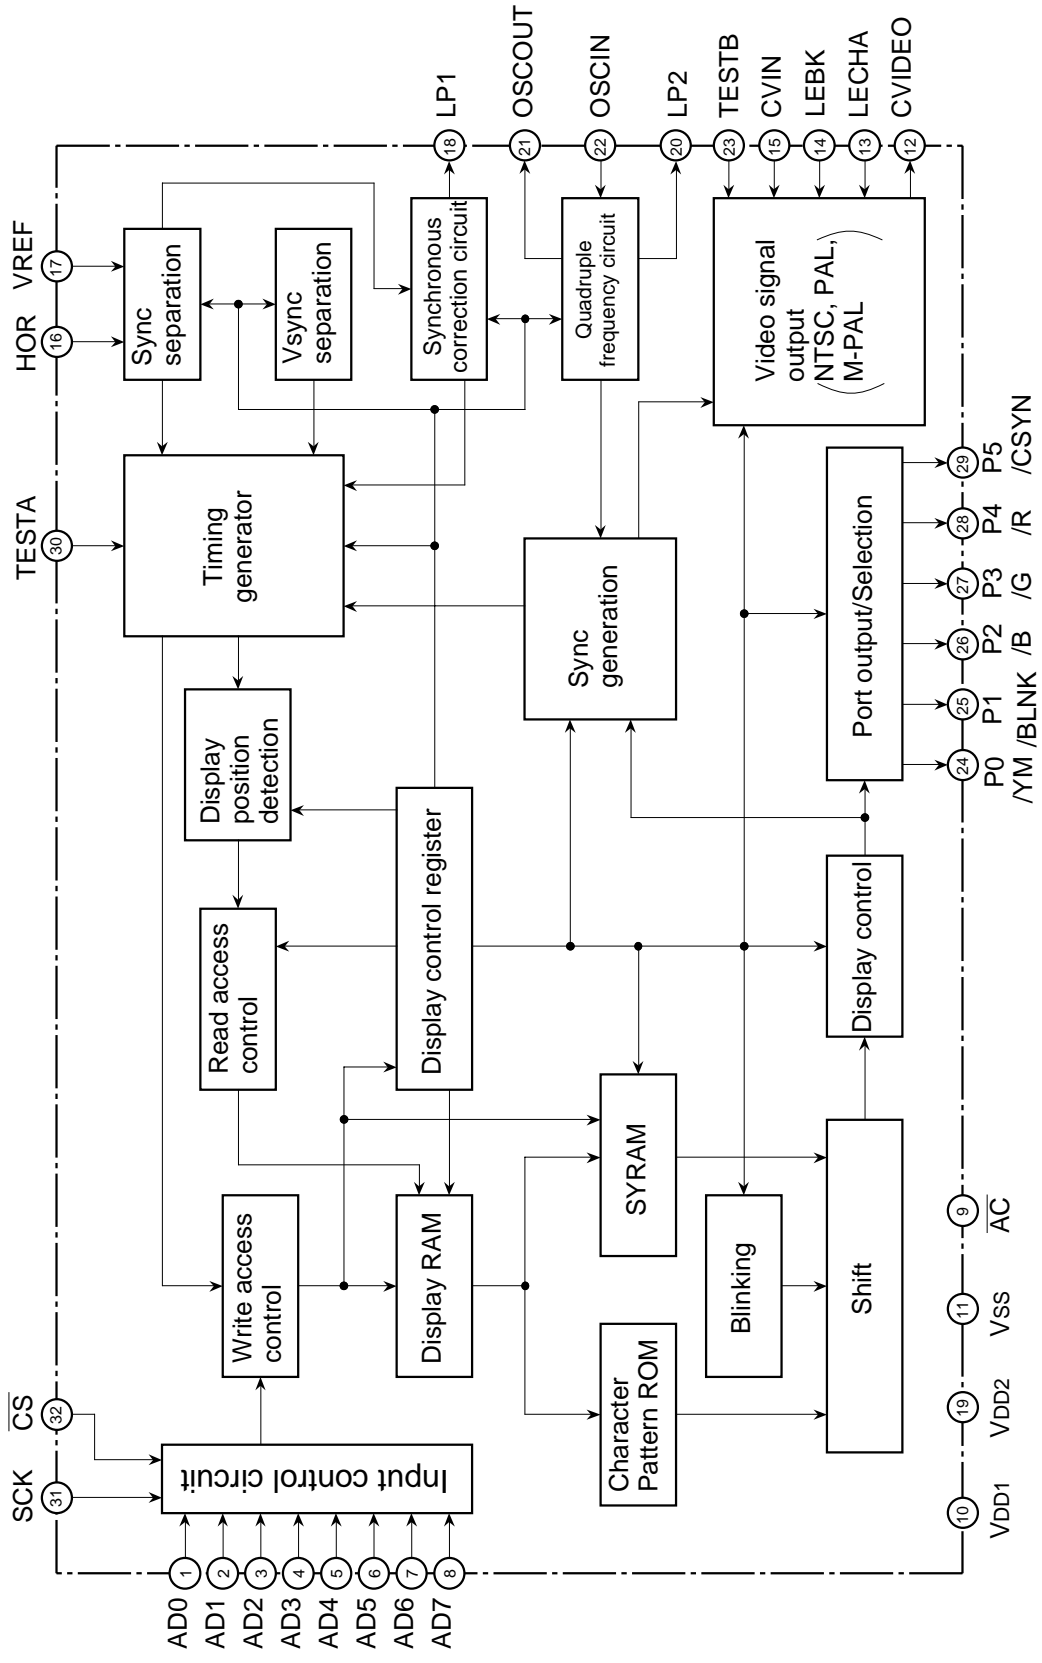 SCK
31
CS
32
TESTA
30
HOR
16
VREF
17
AD0
1
AD1
2
AD2
3
AD3
4
AD4
5
AD5
6
AD6
7
AD7
8
Input control circuit
Write access
control
Read access
control
Display
position
detection
Timing
generator
Sync
separation
Vsync
separation
Display RAM
Display control register
Synchronous
correction circuit
Character
Pattern ROM
SYRAM
Sync
generation
Quadruple
frequency circuit
Blinking
Video signal
output
NTSC, PAL,
M-PAL
Shift
Display control
Port output/Selection
18
LP1
21
OSCOUT
22
OSCIN
20
LP2
23
TESTB
15
CVIN
14
LEBK
13
LECHA
12
CVIDEO
10
VDD1
19
VDD2
11
VSS
9
AC
24
P0
/YM
25
P1
/BLNK
26
P2
/B
27
P3
/G
28
P4
/R
29
P5
/CSYN